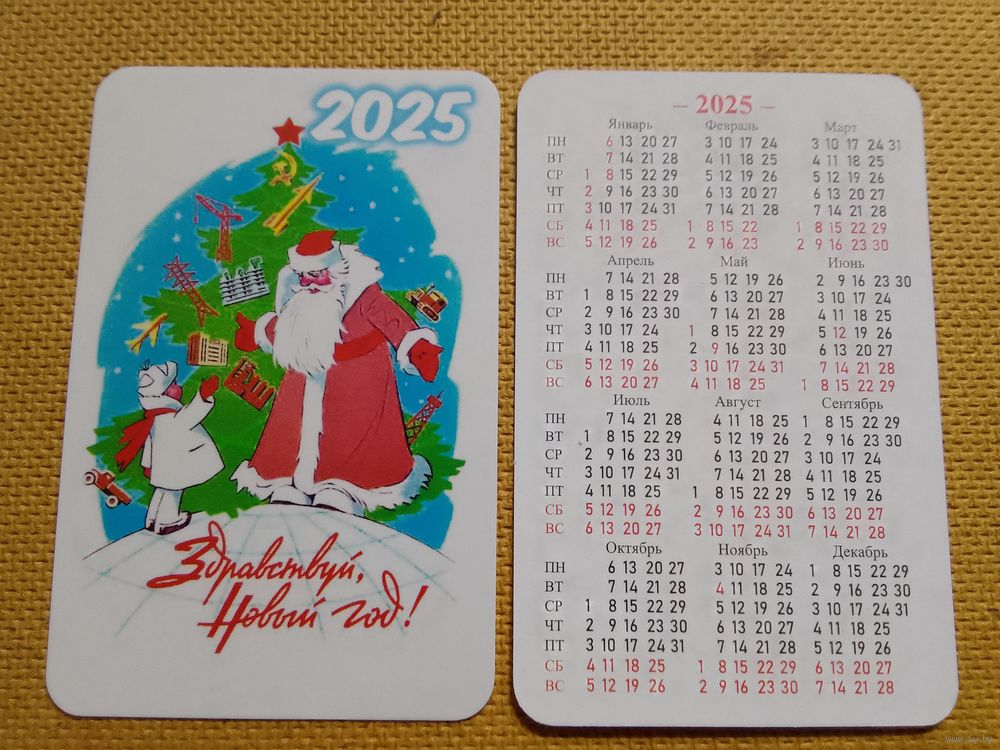 2025
Здравствуй,
Новый год!
– 2025 –
Январь Февраль Март
ПН 6 13 20 27 3 10 17 24 3 10 17 24 31
ВТ 7 14 21 28 4 11 18 25 4 11 18 25
СР 1 8 15 22 29 5 12 19 26 5 12 19 26
ЧТ 2 9 16 23 30 6 13 20 27 6 13 20 27
ПТ 3 10 17 24 31 7 14 21 28 7 14 21 28
СБ 4 11 18 25 1 8 15 22 1 8 15 22 29
ВС 5 12 19 26 2 9 16 23 2 9 16 23 30
Апрель Май Июнь
ПН 7 14 21 28 5 12 19 26 2 9 16 23 30
ВТ 1 8 15 22 29 6 13 20 27 3 10 17 24
СР 2 9 16 23 30 7 14 21 28 4 11 18 25
ЧТ 3 10 17 24 1 8 15 22 29 5 12 19 26
ПТ 4 11 18 25 2 9 16 23 30 6 13 20 27
СБ 5 12 19 26 3 10 17 24 31 7 14 21 28
ВС 6 13 20 27 4 11 18 25 1 8 15 22 29
Июль Август Сентябрь
ПН 7 14 21 28 4 11 18 25 1 8 15 22 29
ВТ 1 8 15 22 29 5 12 19 26 2 9 16 23 30
СР 2 9 16 23 30 6 13 20 27 3 10 17 24
ЧТ 3 10 17 24 31 7 14 21 28 4 11 18 25
ПТ 4 11 18 25 1 8 15 22 29 5 12 19 26
СБ 5 12 19 26 2 9 16 23 30 6 13 20 27
ВС 6 13 20 27 3 10 17 24 31 7 14 21 28
Октябрь Ноябрь Декабрь
ПН 6 13 20 27 3 10 17 24 1 8 15 22 29
ВТ 7 14 21 28 4 11 18 25 2 9 16 23 30
СР 1 8 15 22 29 5 12 19 26 3 10 17 24 31
ЧТ 2 9 16 23 30 6 13 20 27 4 11 18 25
ПТ 3 10 17 24 31 7 14 21 28 5 12 19 26
СБ 4 11 18 25 1 8 15 22 29 6 13 20 27
ВС 5 12 19 26 2 9 16 23 30 7 14 21 28